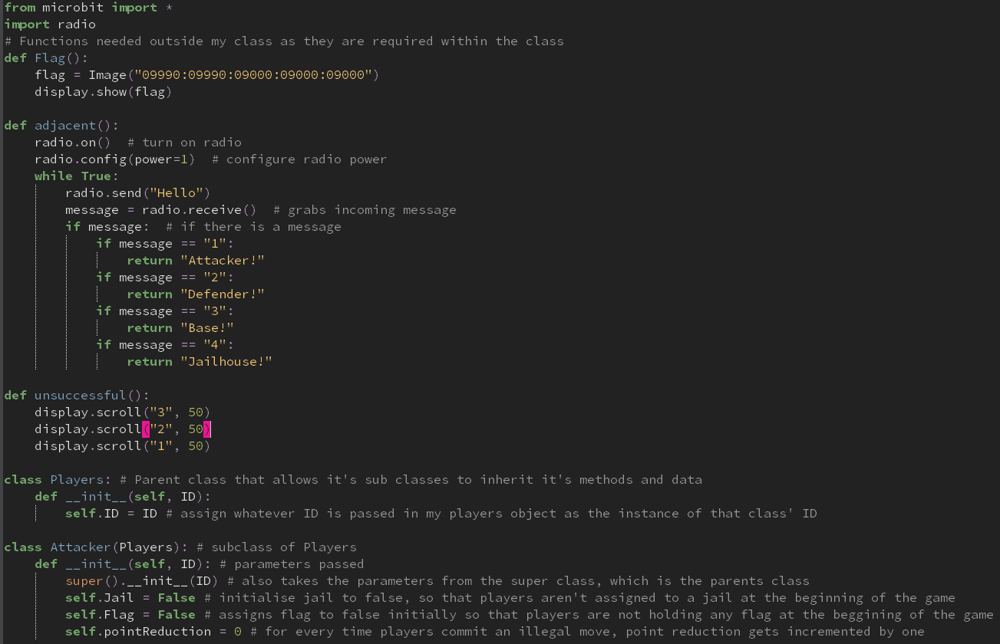 from microbit import *
import radio
# Functions needed outside my class as they are required within the class
def Flag():
    flag = Image("09990:09990:09000:09000:09000")
    display.show(flag)

def adjacent():
    radio.on()  # turn on radio
    radio.config(power=1)  # configure radio power
    while True:
        radio.send("Hello")
        message = radio.receive()  # grabs incoming message
        if message:  # if there is a message
            if message == "1":
                return "Attacker!"
            if message == "2":
                return "Defender!"
            if message == "3":
                return "Base!"
            if message == "4":
                return "Jailhouse!"

def unsuccessful():
    display.scroll("3", 50)
    display.scroll("2", 50)
    display.scroll("1", 50)

class Players: # Parent class that allows it's sub classes to inherit it's methods and data
    def __init__(self, ID):
        self.ID = ID # assign whatever ID is passed in my players object as the instance of that class' ID

class Attacker(Players): # subclass of Players
    def __init__(self, ID): # parameters passed
        super().__init__(ID) # also takes the parameters from the super class, which is the parents class
        self.Jail = False # initialise jail to false, so that players aren't assigned to a jail at the beginning of the game
        self.Flag = False # assigns flag to false initially so that players are not holding any flag at the beggining of the game
        self.pointReduction = 0 # for every time players commit an illegal move, point reduction gets incremented by one